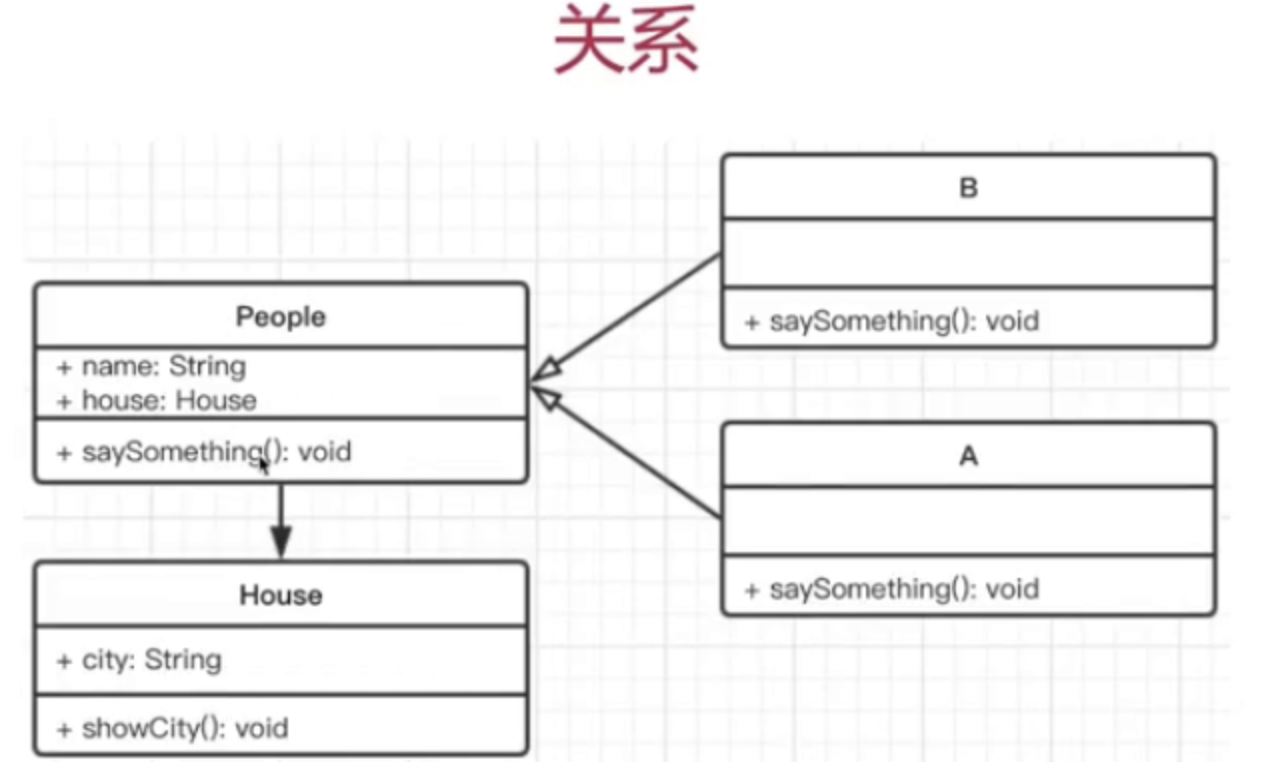 关系
People
+ name: String
+ house: House
+ saySomething(): void
House
+ city: String
+ showCity(): void
B
+ saySomething(): void
A
+ saySomething(): void